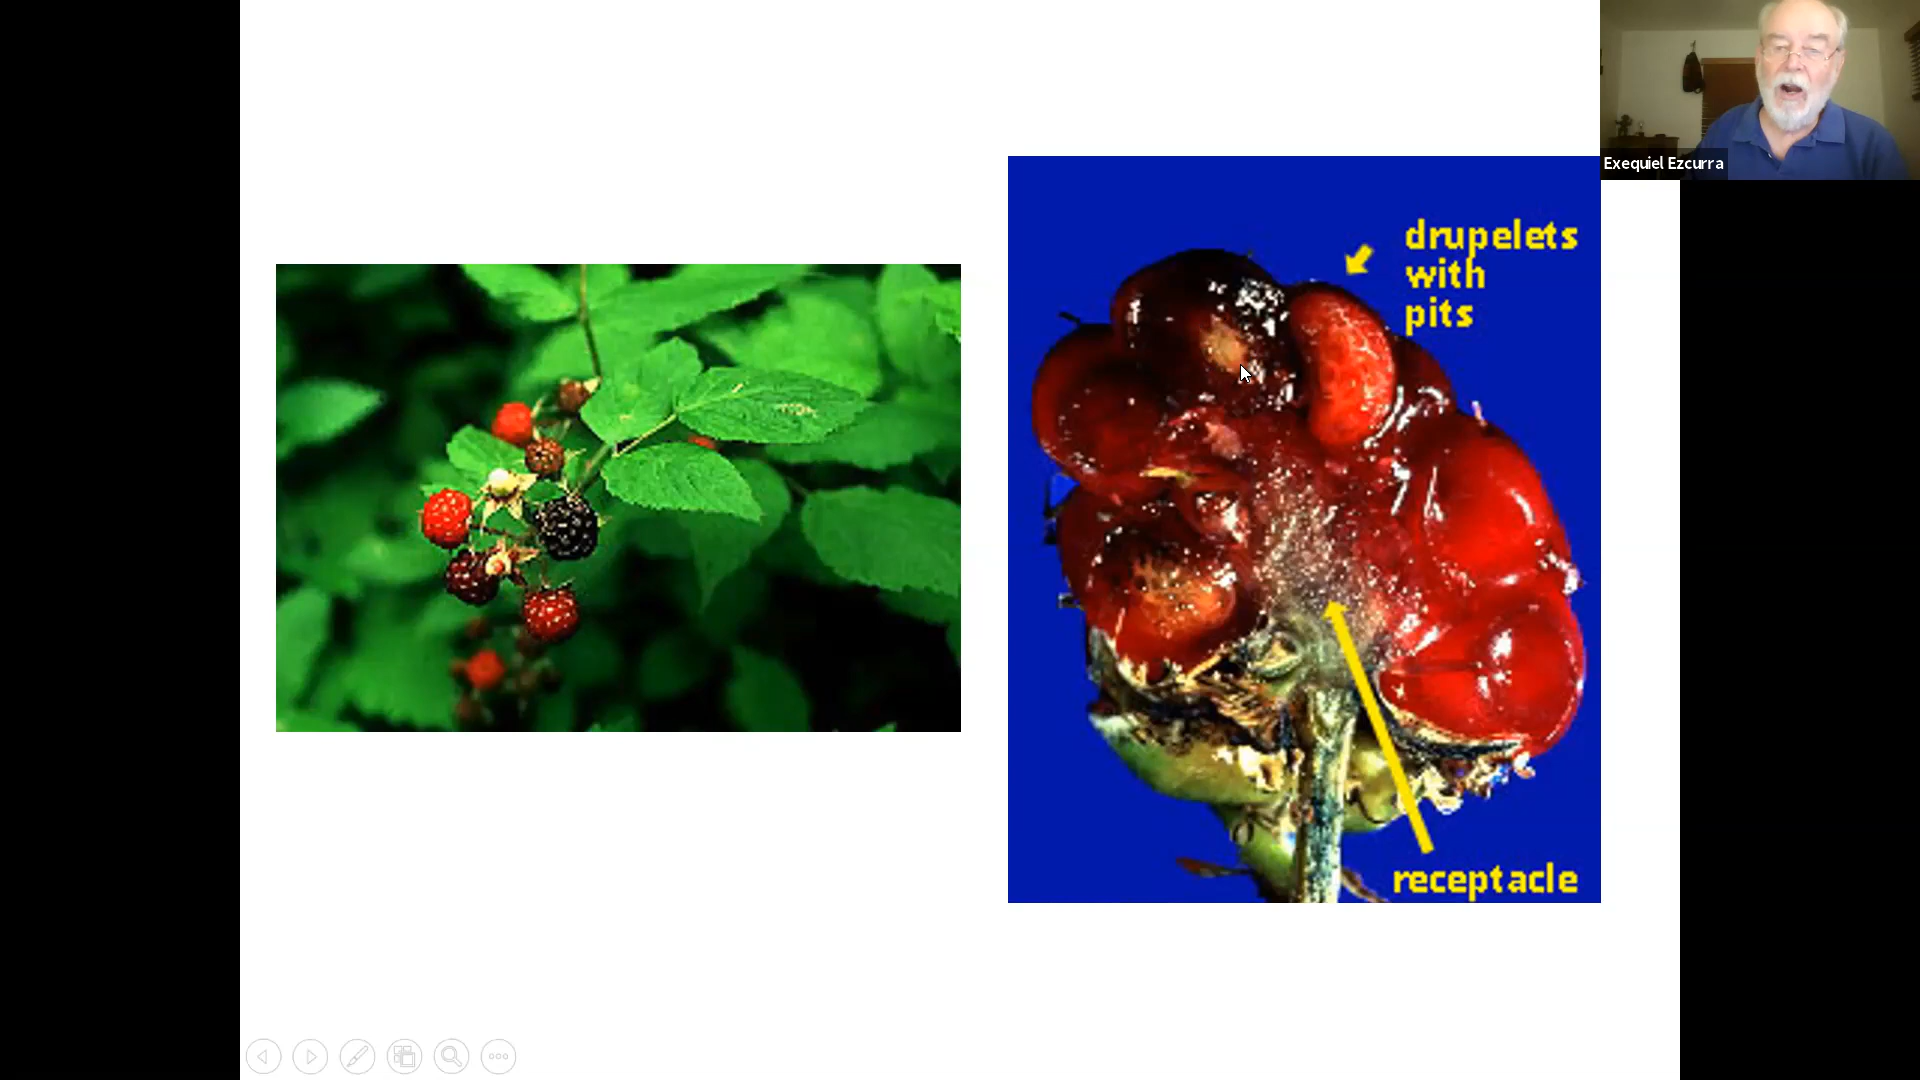 Exequiel Ezcurra
drupelets
with
pits
receptacle